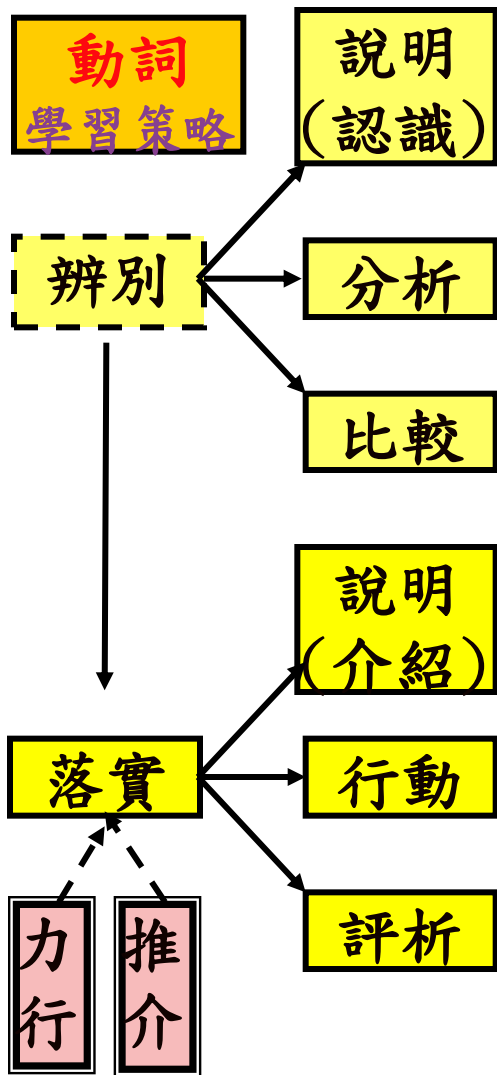 動詞
學習策略
說明
(認識)
辨別
分析
比較
說明
(介紹)
落實
行動
評析
力行
推介